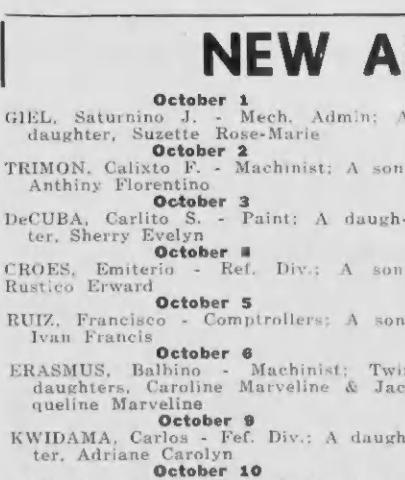 NEW A
October 1
GIEL, Saturnino J. - Mech. Admin; A
daughter, Suzette Rose-Marie
October 2
TRIMON, Calixto F. - Machinist; A son
Anthiny Florentino
October 3
DeCUBA, Carlito S. - Paint; A daugh-
ter, Sherry Evelyn
October 4
CROES, Emiterio - Ref. Div.; A son
Rustico Erward
October 5
RUIZ, Francisco - Comptrollers; A son
Ivan Francis
October 6
ERASMUS, Balhino - Machinist; Twi
daughters, Caroline Marveline & Jac
queline Marveline
October 9
KWIDAMA, Carlos - Fef. Div.; A daugh
ter, Adriane Carolyn
October 10